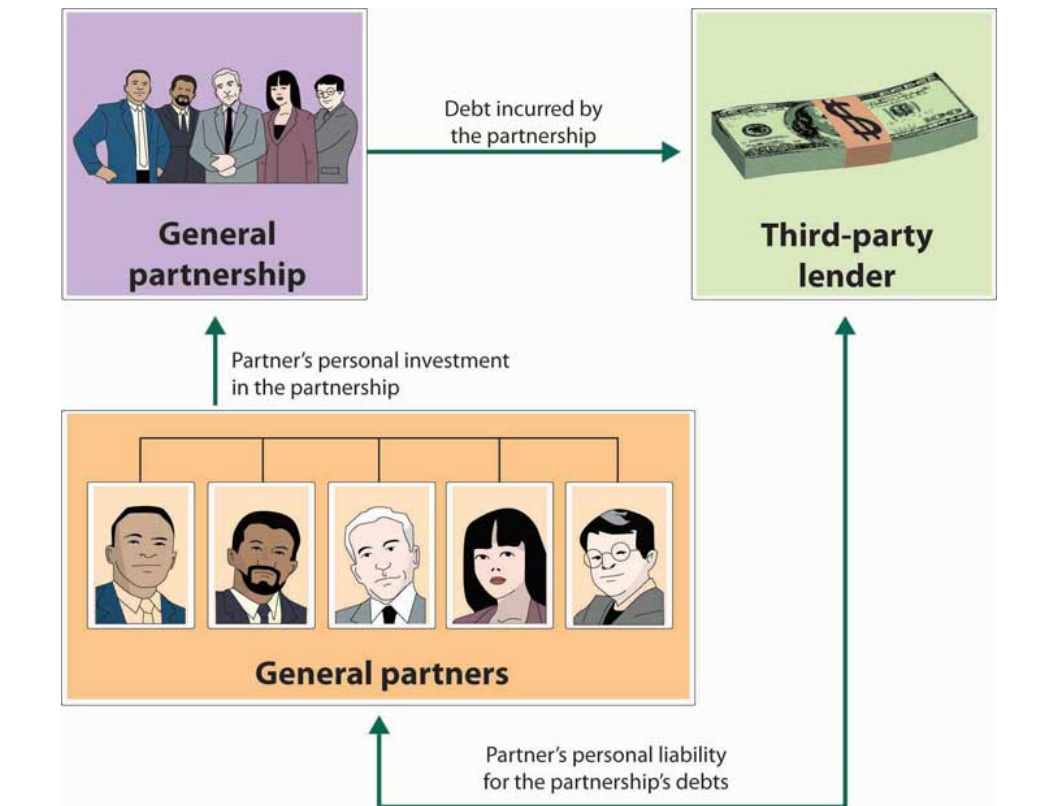 Debt incurred by
the partnership
General
partnership
Third-party
lender
Partner's personal investment
in the partnership
General partners
Partner's personal liability
for the partnership's debts